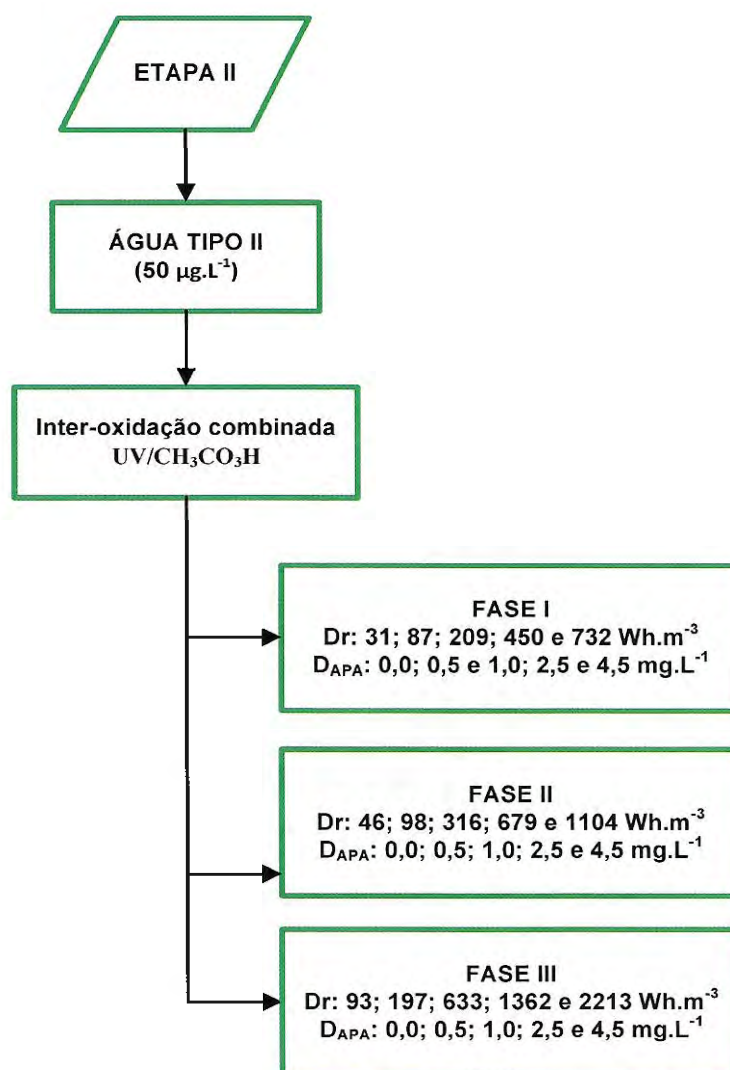 ETAPA II
ÁGUA TIPO II
(50 µg.L⁻¹)
Inter-oxidação combinada
UV/CH₃CO₃H
FASE I
Dr: 31; 87; 209; 450 e 732 Wh.m⁻³
D_APA: 0,0; 0,5 e 1,0; 2,5 e 4,5 mg.L⁻¹
FASE II
Dr: 46; 98; 316; 679 e 1104 Wh.m⁻³
D_APA: 0,0; 0,5; 1,0; 2,5 e 4,5 mg.L⁻¹
FASE III
Dr: 93; 197; 633; 1362 e 2213 Wh.m⁻³
D_APA: 0,0; 0,5; 1,0; 2,5 e 4,5 mg.L⁻¹